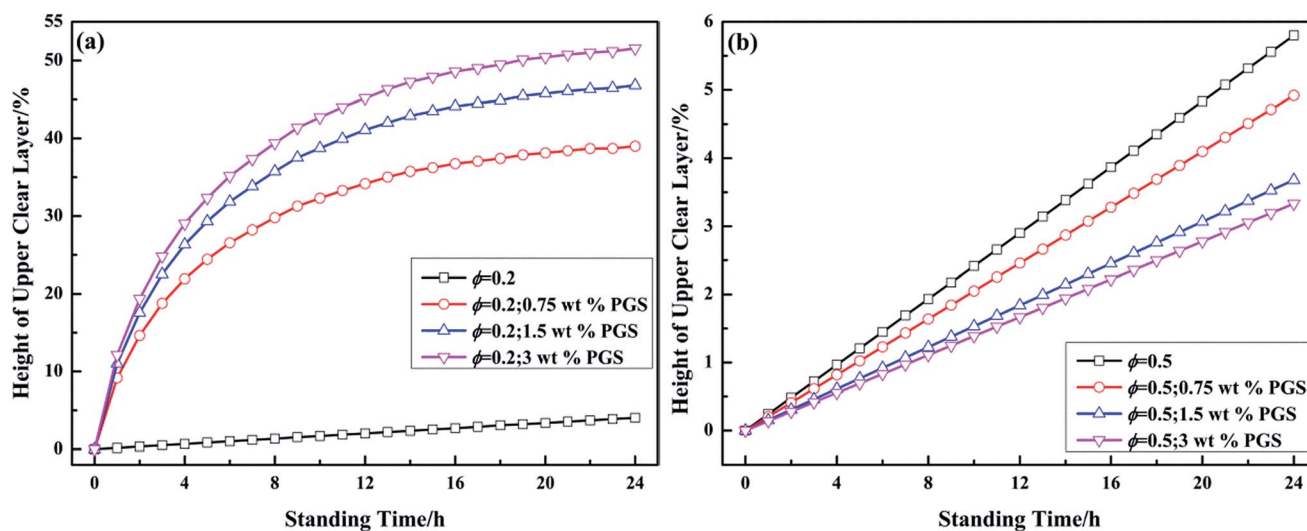 (a)
Height of Upper Clear Layer/%
55
50
40
30
20
10
0
ϕ=0.2
ϕ=0.2;0.75 wt % PGS
ϕ=0.2;1.5 wt % PGS
ϕ=0.2;3 wt % PGS
0 4 8 12 16 20 24
Standing Time/h
(b)
Height of Upper Clear Layer/%
6
5
4
3
2
1
0
ϕ=0.5
ϕ=0.5;0.75 wt % PGS
ϕ=0.5;1.5 wt % PGS
ϕ=0.5;3 wt % PGS
0 4 8 12 16 20 24
Standing Time/h